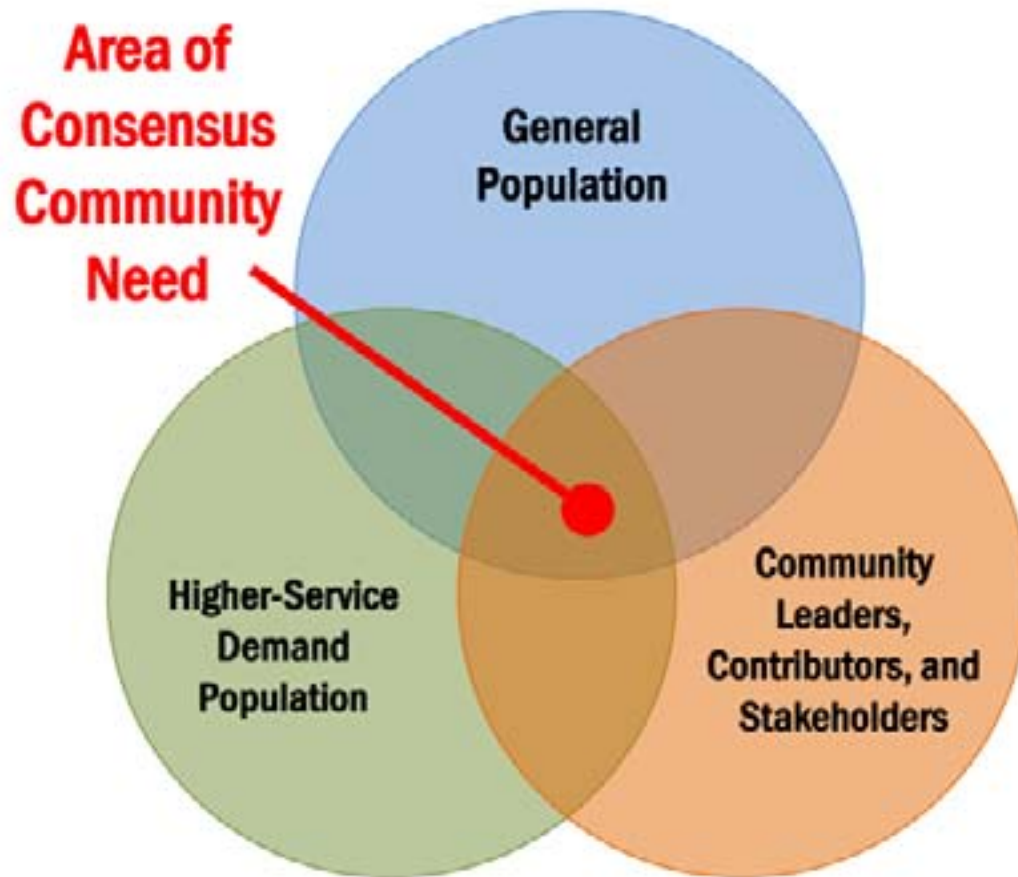 Area of
Consensus
Community
Need
General
Population
Higher-Service
Demand
Population
Community
Leaders,
Contributors, and
Stakeholders